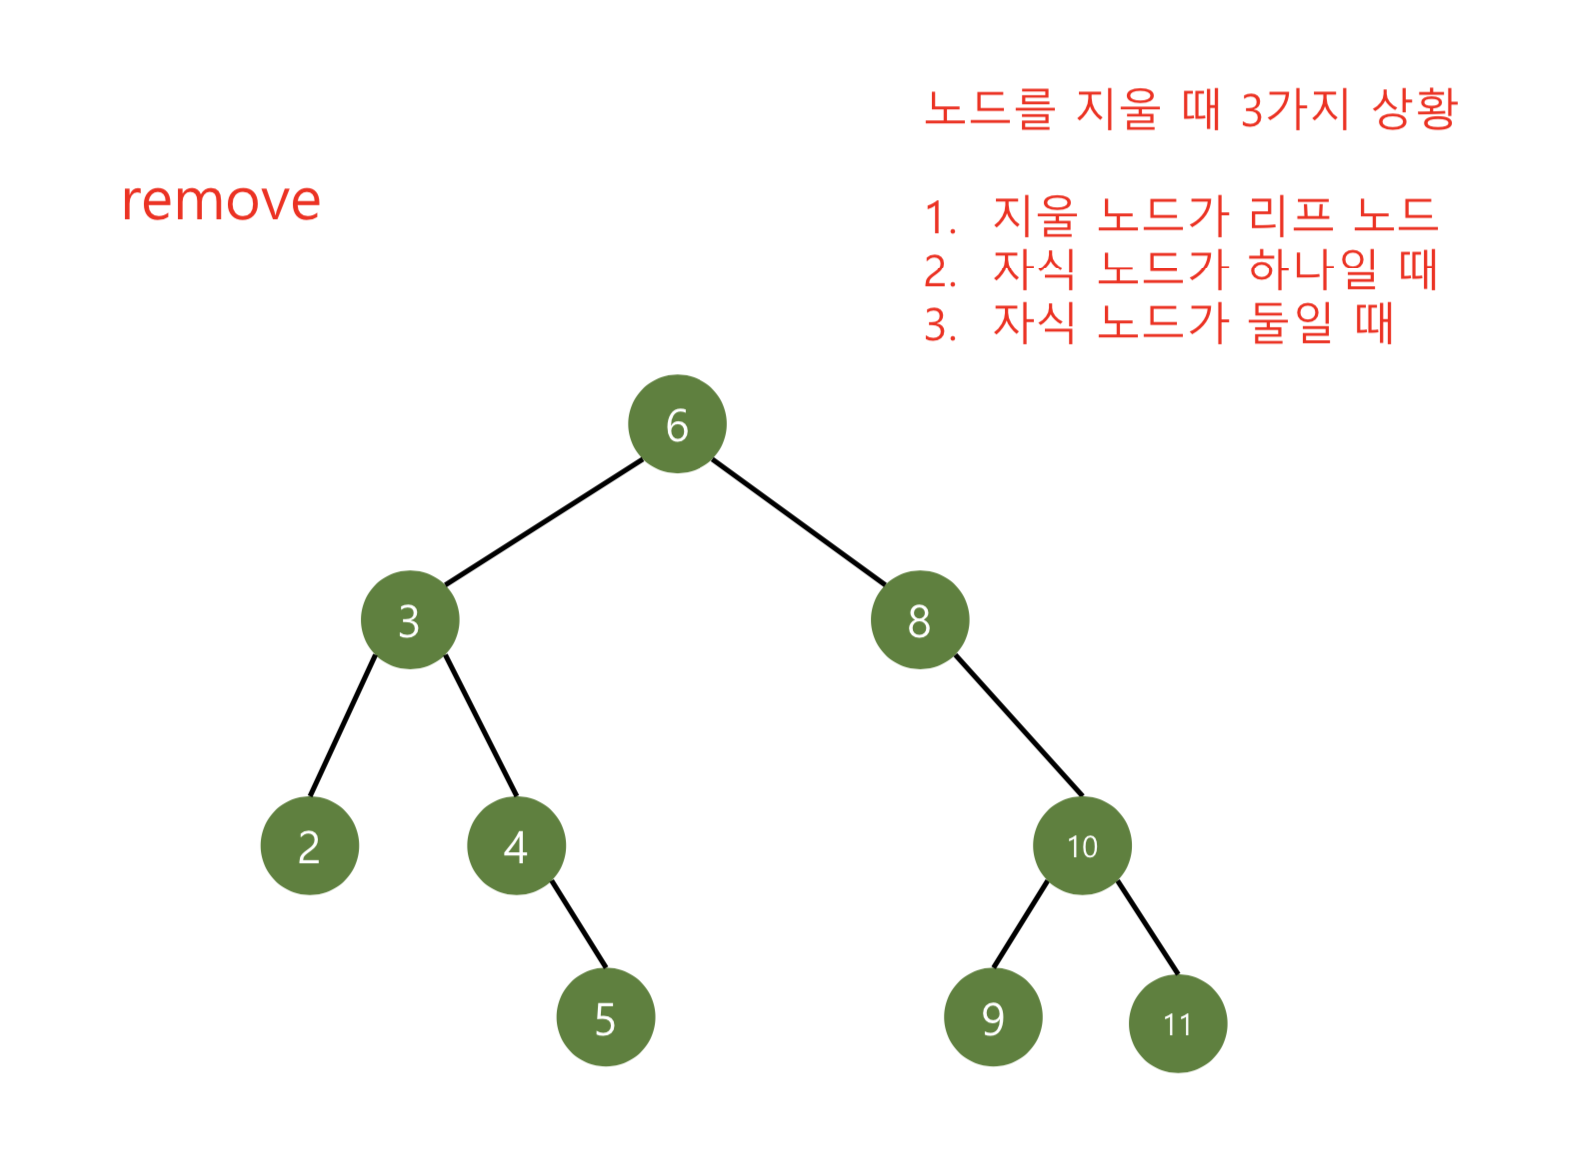 노드를 지울 때 3가지 상황
remove
1. 지울 노드가 리프 노드
2. 자식 노드가 하나일 때
3. 자식 노드가 둘일 때
6
3
8
2
4
10
5
9
11